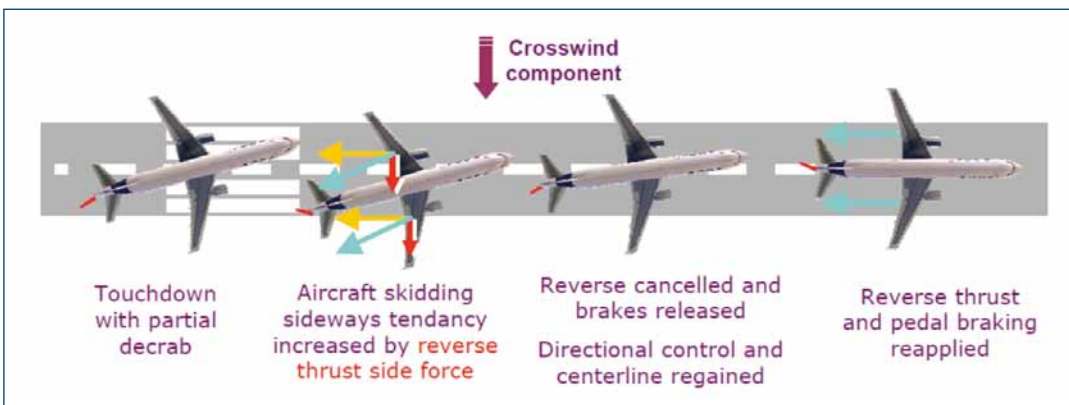 Crosswind
component
Touchdown
with partial
decrab
Aircraft skidding
sideways tendancy
increased by reverse
thrust side force
Reverse cancelled and
brakes released
Directional control and
centerline regained
Reverse thrust
and pedal braking
reapplied